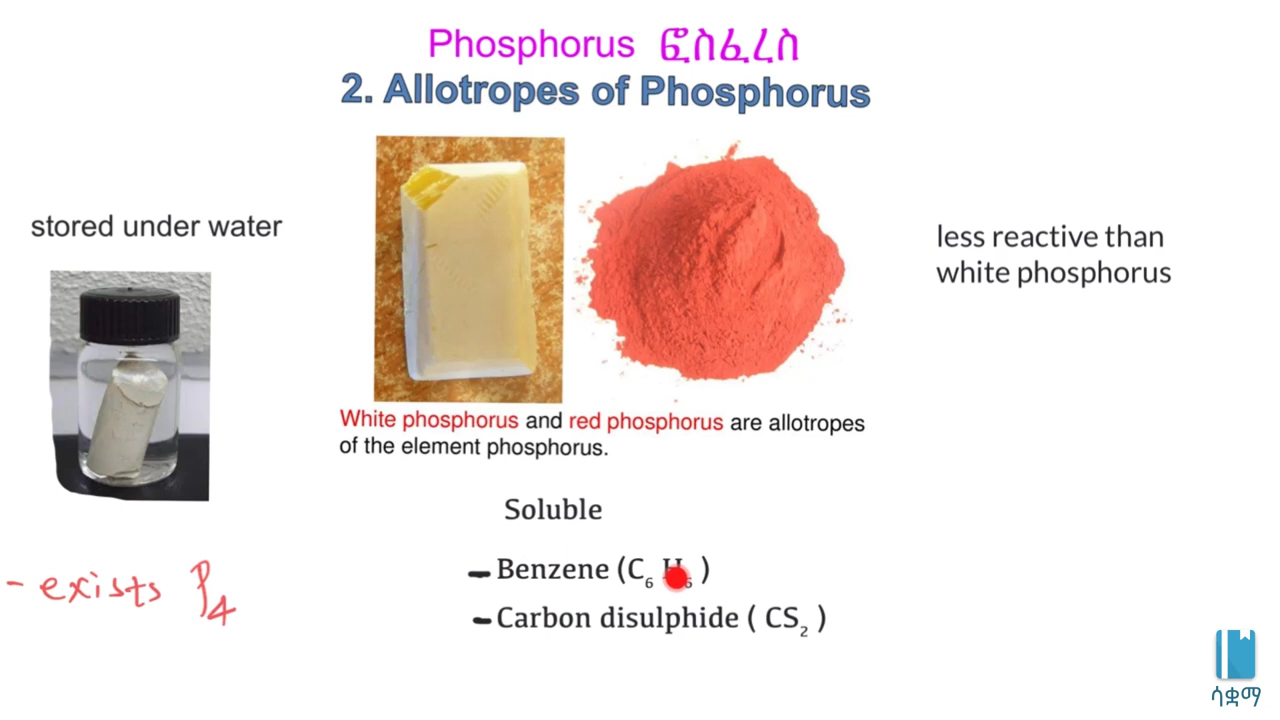 Phosphorus ፎስፈረስ
2. Allotropes of Phosphorus
stored under water
less reactive than
white phosphorus
White phosphorus and red phosphorus are allotropes
of the element phosphorus.
Soluble
- Benzene (C₆ H₆ )
- Carbon disulphide ( CS₂ )
- exists P₄
ሳቋማ